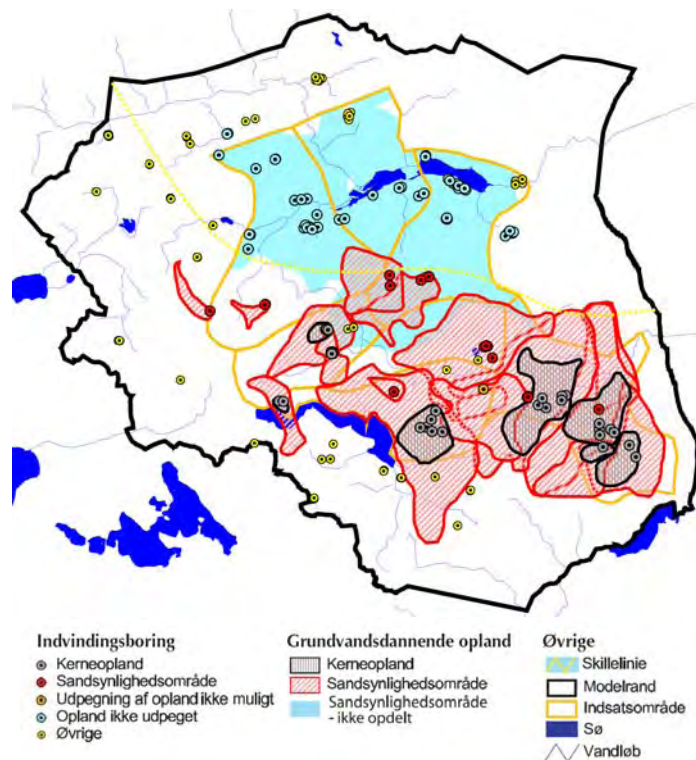 Indvindingsboring
Kerneopland
Sandsynlighedsområde
Udpegning af opland ikke muligt
Opland ikke udpeget
Øvrige
Grundvandsdannende opland
Kerneopland
Sandsynlighedsområde
Sandsynlighedsområde
- ikke opdelt
Øvrige
Skillelinie
Modelrand
Indsatsområde
Sø
Vandløb